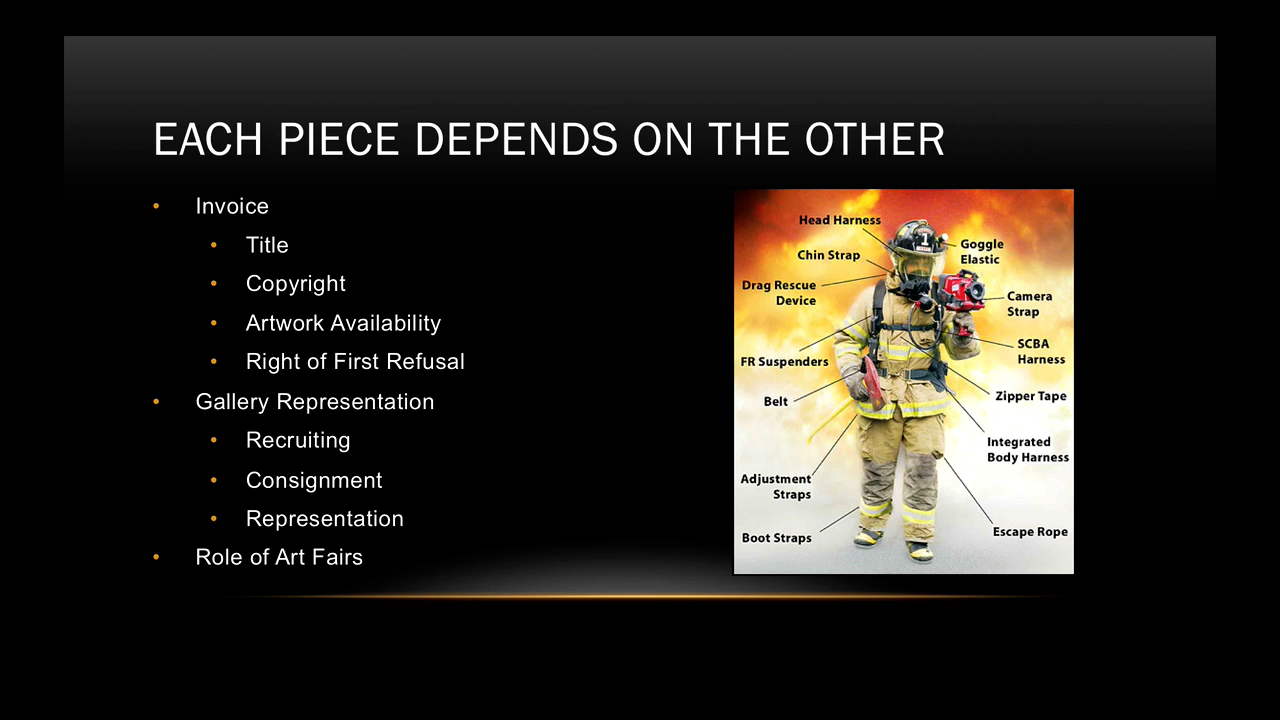 EACH PIECE DEPENDS ON THE OTHER
• Invoice
• Title
• Copyright
• Artwork Availability
• Right of First Refusal
• Gallery Representation
• Recruiting
• Consignment
• Representation
• Role of Art Fairs
Head Harness
Chin Strap
Drag Rescue
Device
FR Suspenders
Belt
Adjustment
Straps
Boot Straps
1
Goggle
Elastic
Camera
Strap
SCBA
Harness
Zipper Tape
Integrated
Body Harness
Escape Rope